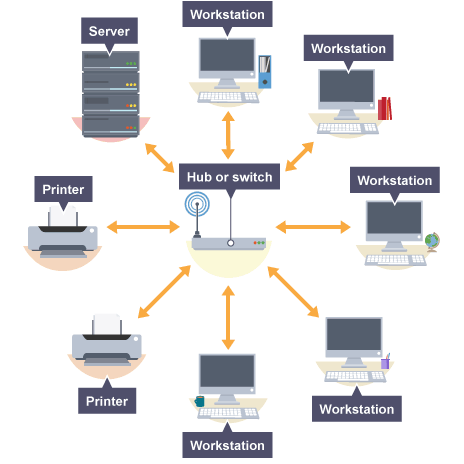 Workstation
Server
Workstation
Hub or switch
Workstation
Printer
Printer
Workstation
Workstation